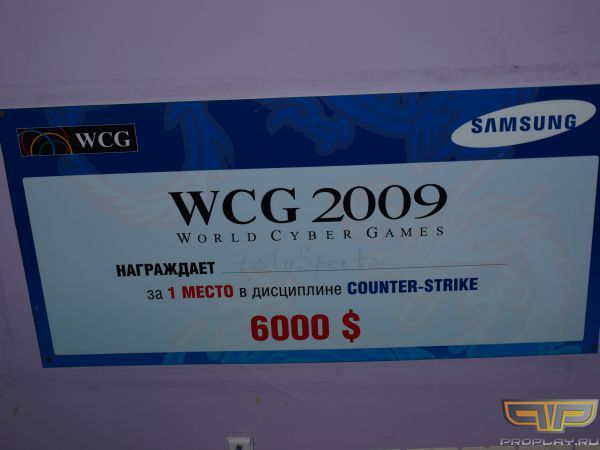 WCG
SAMSUNG
WCG 2009
WORLD CYBER GAMES
НАГРАЖДАЕТ
за 1 МЕСТО в дисциплине COUNTER-STRIKE
6000 $
PROPLAY.RU